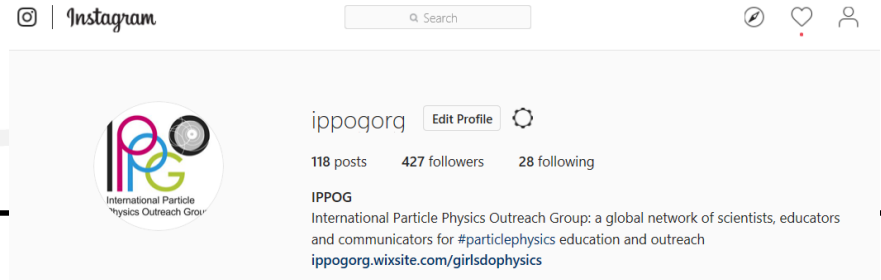 Instagram
Search
ippogorg Edit Profile
118 posts 427 followers 28 following
IPPOG
IPPOG
International Particle Physics Outreach Group: a global network of scientists, educators
and communicators for #particlephysics education and outreach
ippogorg.wixsite.com/girlsdophysics
International Particle
Physics Outreach Group